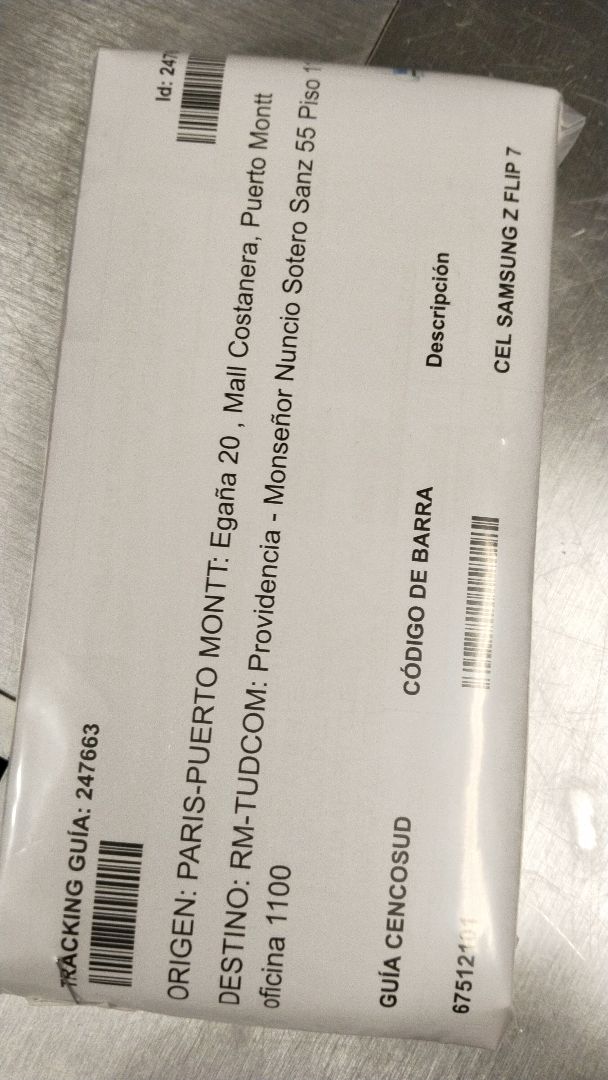 TRACKING GUÍA: 247663
Id: 247
ORIGEN: PARIS-PUERTO MONTT: Egaña 20 , Mall Costanera, Puerto Montt
DESTINO: RM-TUDCOM: Providencia - Monseñor Nuncio Sotero Sanz 55 Piso
oficina 1100
GUÍA CENCOSUD CÓDIGO DE BARRA Descripción
CEL SAMSUNG Z FLIP 7